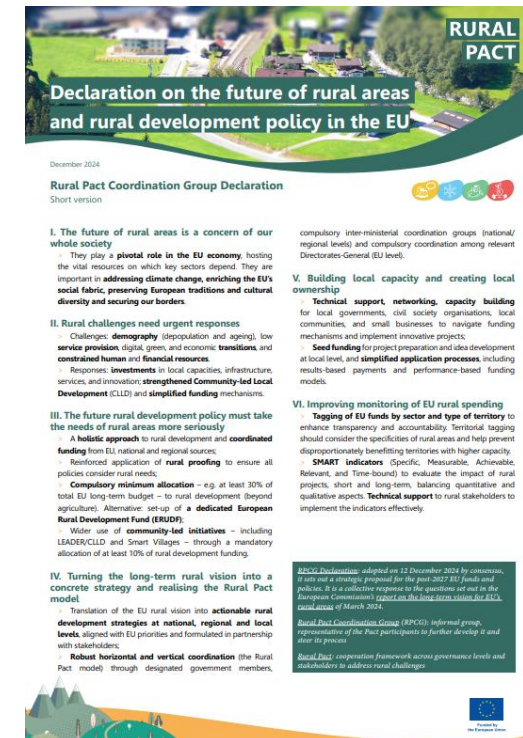 RURAL
PACT
Declaration on the future of rural areas
and rural development policy in the EU
December 2024
Rural Pact Coordination Group Declaration
Short version
I. The future of rural areas is a concern of our
whole society
> They play a pivotal role in the EU economy, hosting
the vital resources on which key sectors depend. They are
important in addressing climate change, enriching the EU's
social fabric, preserving European traditions and cultural
diversity and securing our borders.
II. Rural challenges need urgent responses
> Challenges: demography (depopulation and ageing), low
service provision, digital, green, and economic transitions, and
constrained human and financial resources.
> Responses: investments in local capacities, infrastructure,
services, and innovation; strengthened Community-led Local
Development (CLLD) and simplified funding mechanisms.
III. The future rural development policy must take
the needs of rural areas more seriously
> A holistic approach to rural development and coordinated
funding from EU, national and regional sources;
> Reinforced application of rural proofing to ensure all
policies consider rural needs;
> Compulsory minimum allocation – e.g. at least 30% of
total EU long-term budget – to rural development (beyond
agriculture). Alternative: set-up of a dedicated European
Rural Development Fund (ERUDF);
> Wider use of community-led initiatives – including
LEADER/CLLD and Smart Villages – through a mandatory
allocation of at least 10% of rural development funding.
IV. Turning the long-term rural vision into a
concrete strategy and realising the Rural Pact
model
> Translation of the EU rural vision into actionable rural
development strategies at national, regional and local
levels, aligned with EU priorities and formulated in partnership
with stakeholders;
> Robust horizontal and vertical coordination (the Rural
Pact model) through designated government members,
compulsory inter-ministerial coordination groups (national/
regional levels) and compulsory coordination among relevant
Directorates-General (EU level).
V. Building local capacity and creating local
ownership
> Technical support, networking, capacity building
for local governments, civil society organisations, local
communities, and small businesses to navigate funding
mechanisms and implement innovative projects;
> Seed funding for project preparation and idea development
at local level, and simplified application processes, including
results-based payments and performance-based funding
models.
VI. Improving monitoring of EU rural spending
> Tagging of EU funds by sector and type of territory to
enhance transparency and accountability. Territorial tagging
should consider the specificities of rural areas and help prevent
disproportionately benefitting territories with higher capacity.
> SMART indicators (Specific, Measurable, Achievable,
Relevant, and Time-bound) to evaluate the impact of rural
projects, short and long-term, balancing quantitative and
qualitative aspects. Technical support to rural stakeholders to
implement the indicators effectively.
RPCG Declaration: adopted on 12 December 2024 by consensus,
it sets out a strategic proposal for the post-2027 EU funds and
policies. It is a collective response to the questions set out in the
European Commission's report on the long-term vision for EU's
rural areas of March 2024.
Rural Pact Coordination Group (RPCG): informal group,
representative of the Pact participants to further develop it and
steer its process
Rural Pact: cooperation framework across governance levels and
stakeholders to address rural challenges
Funded by
the European Union